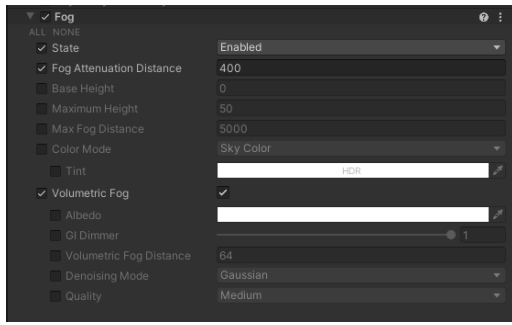 Fog
ALL NONE
State Enabled
Fog Attenuation Distance 400
Base Height 0
Maximum Height 50
Max Fog Distance 5000
Color Mode Sky Color
Tint HDR
Volumetric Fog
Albedo
GI Dimmer 1
Volumetric Fog Distance 64
Denoising Mode Gaussian
Quality Medium